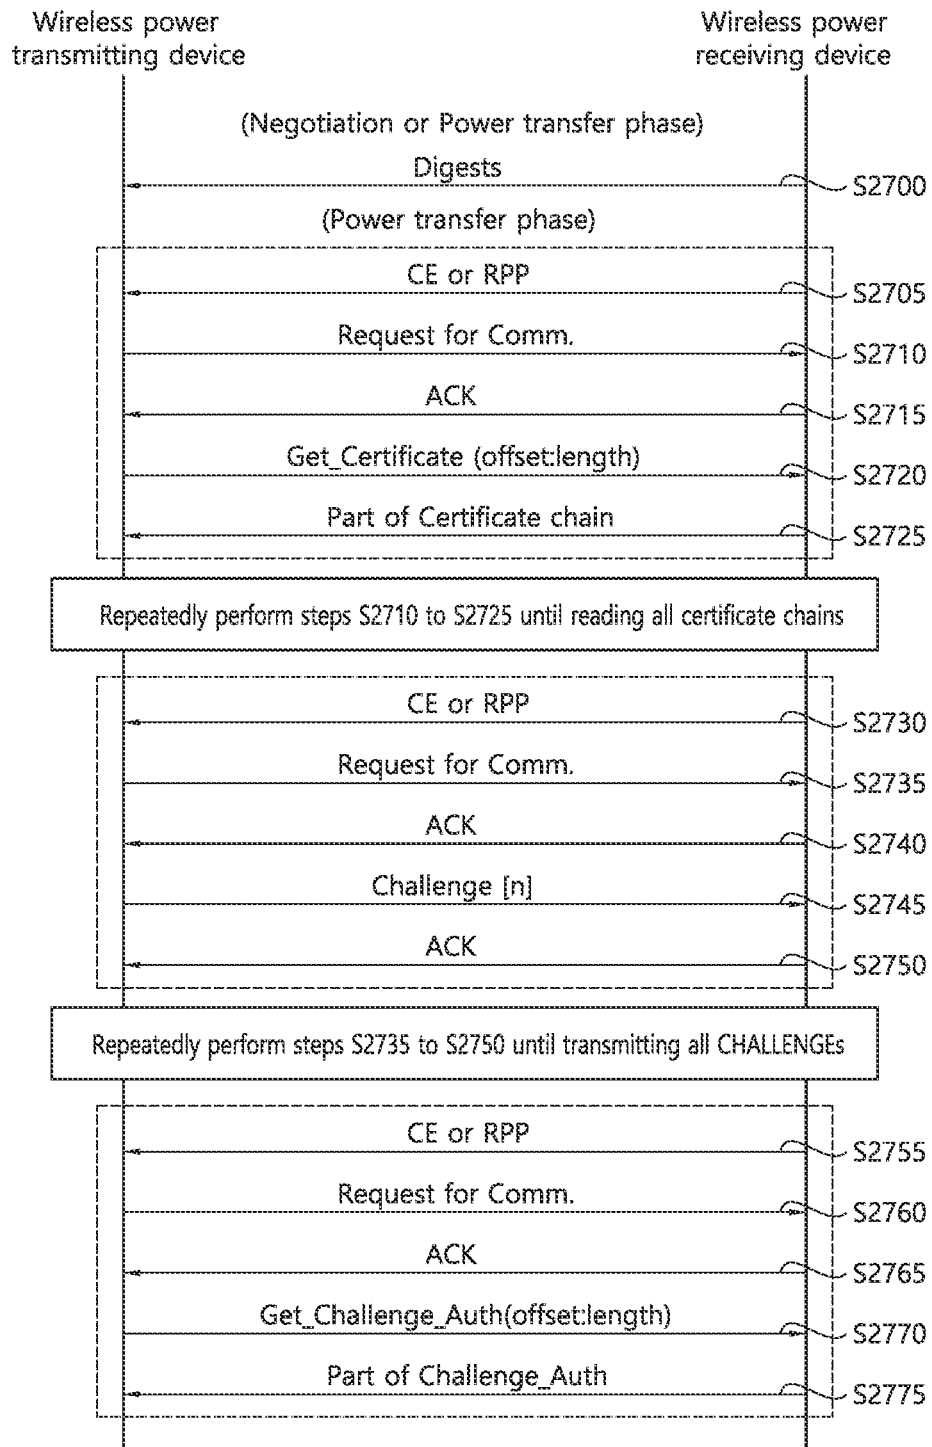 Wireless power
transmitting device
Wireless power
receiving device
(Negotiation or Power transfer phase)
Digests
S2700
(Power transfer phase)
CE or RPP
S2705
Request for Comm.
S2710
ACK
S2715
Get_Certificate (offset:length)
S2720
Part of Certificate chain
S2725
Repeatedly perform steps S2710 to S2725 until reading all certificate chains
CE or RPP
S2730
Request for Comm.
S2735
ACK
S2740
Challenge [n]
S2745
ACK
S2750
Repeatedly perform steps S2735 to S2750 until transmitting all CHALLENGEs
CE or RPP
S2755
Request for Comm.
S2760
ACK
S2765
Get_Challenge_Auth(offset:length)
S2770
Part of Challenge_Auth
S2775